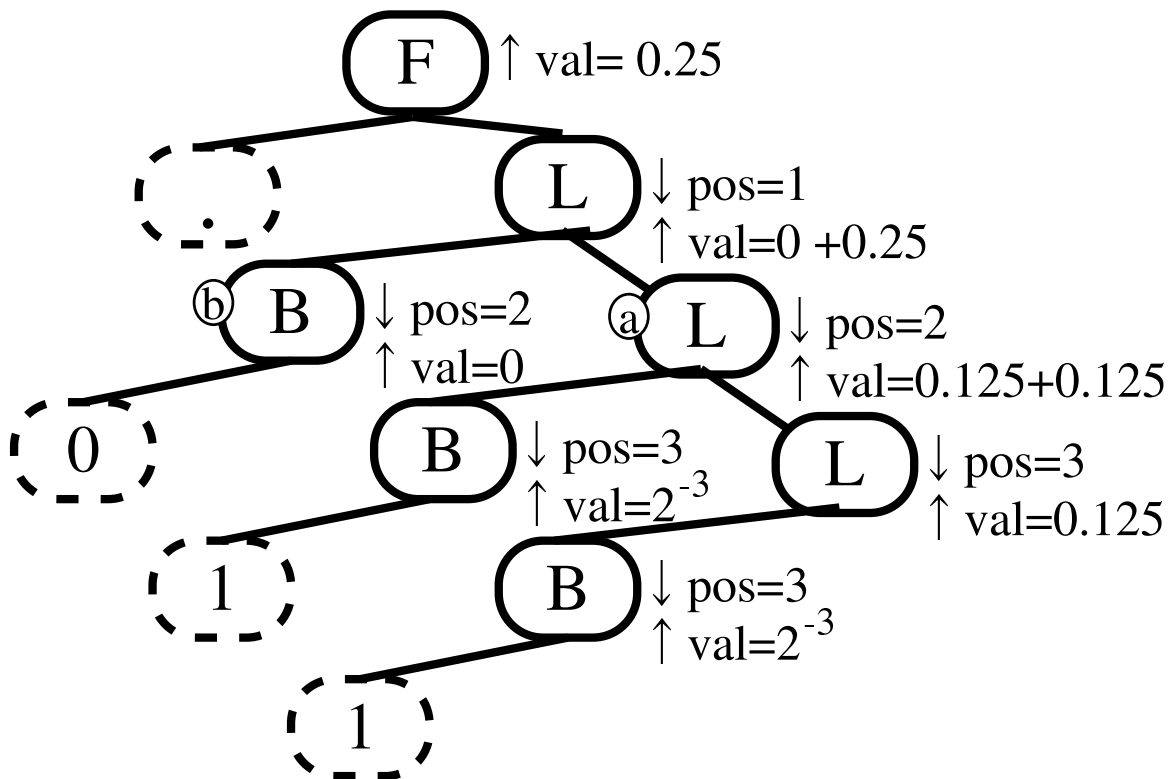 F ↑ val= 0.25
.
L ↓ pos=1
↑ val=0 +0.25
b B ↓ pos=2
↑ val=0
a L ↓ pos=2
↑ val=0.125+0.125
0
B ↓ pos=3
↑ val=2⁻³
L ↓ pos=3
↑ val=0.125
1
B ↓ pos=3
↑ val=2⁻³
1